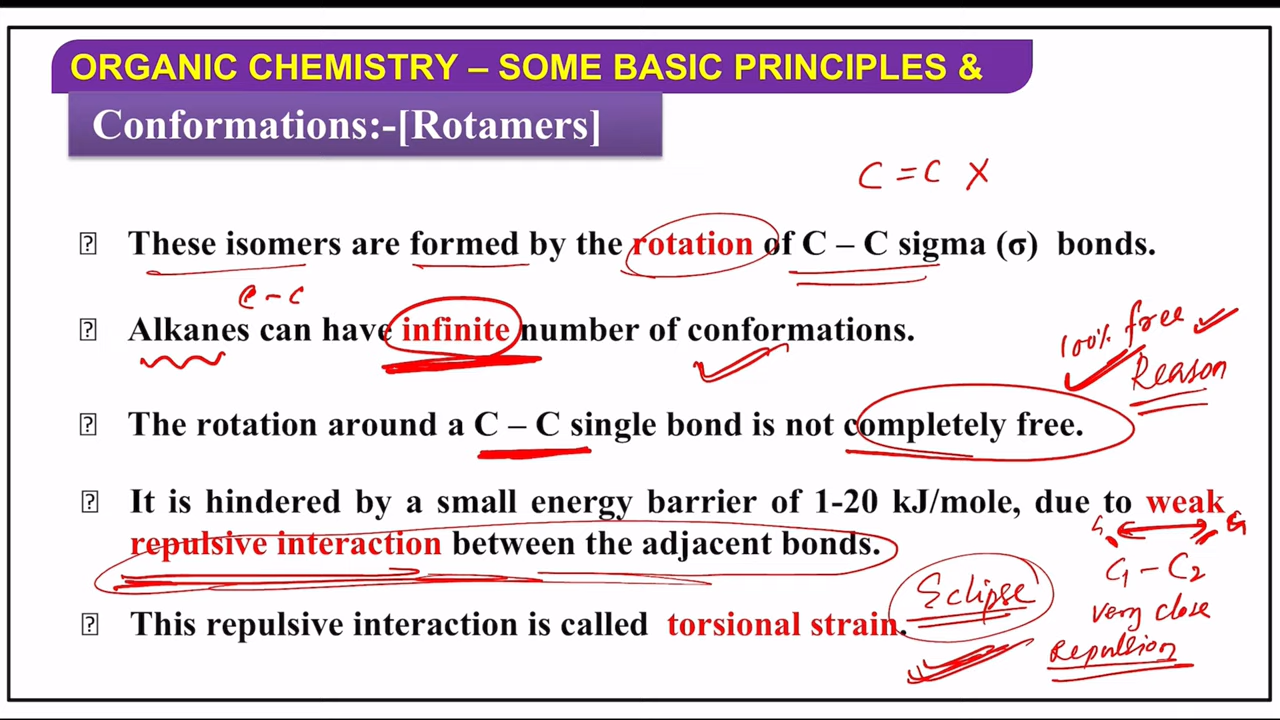 ORGANIC CHEMISTRY – SOME BASIC PRINCIPLES &
Conformations:-[Rotamers]
C = C X
These isomers are formed by the rotation of C – C sigma (σ) bonds.
C – C
Alkanes can have infinite number of conformations.
100% free
Reason
The rotation around a C – C single bond is not completely free.
It is hindered by a small energy barrier of 1-20 kJ/mole, due to weak
repulsive interaction between the adjacent bonds.
C1 – C2
Eclipse
very close
This repulsive interaction is called torsional strain.
Repulsion